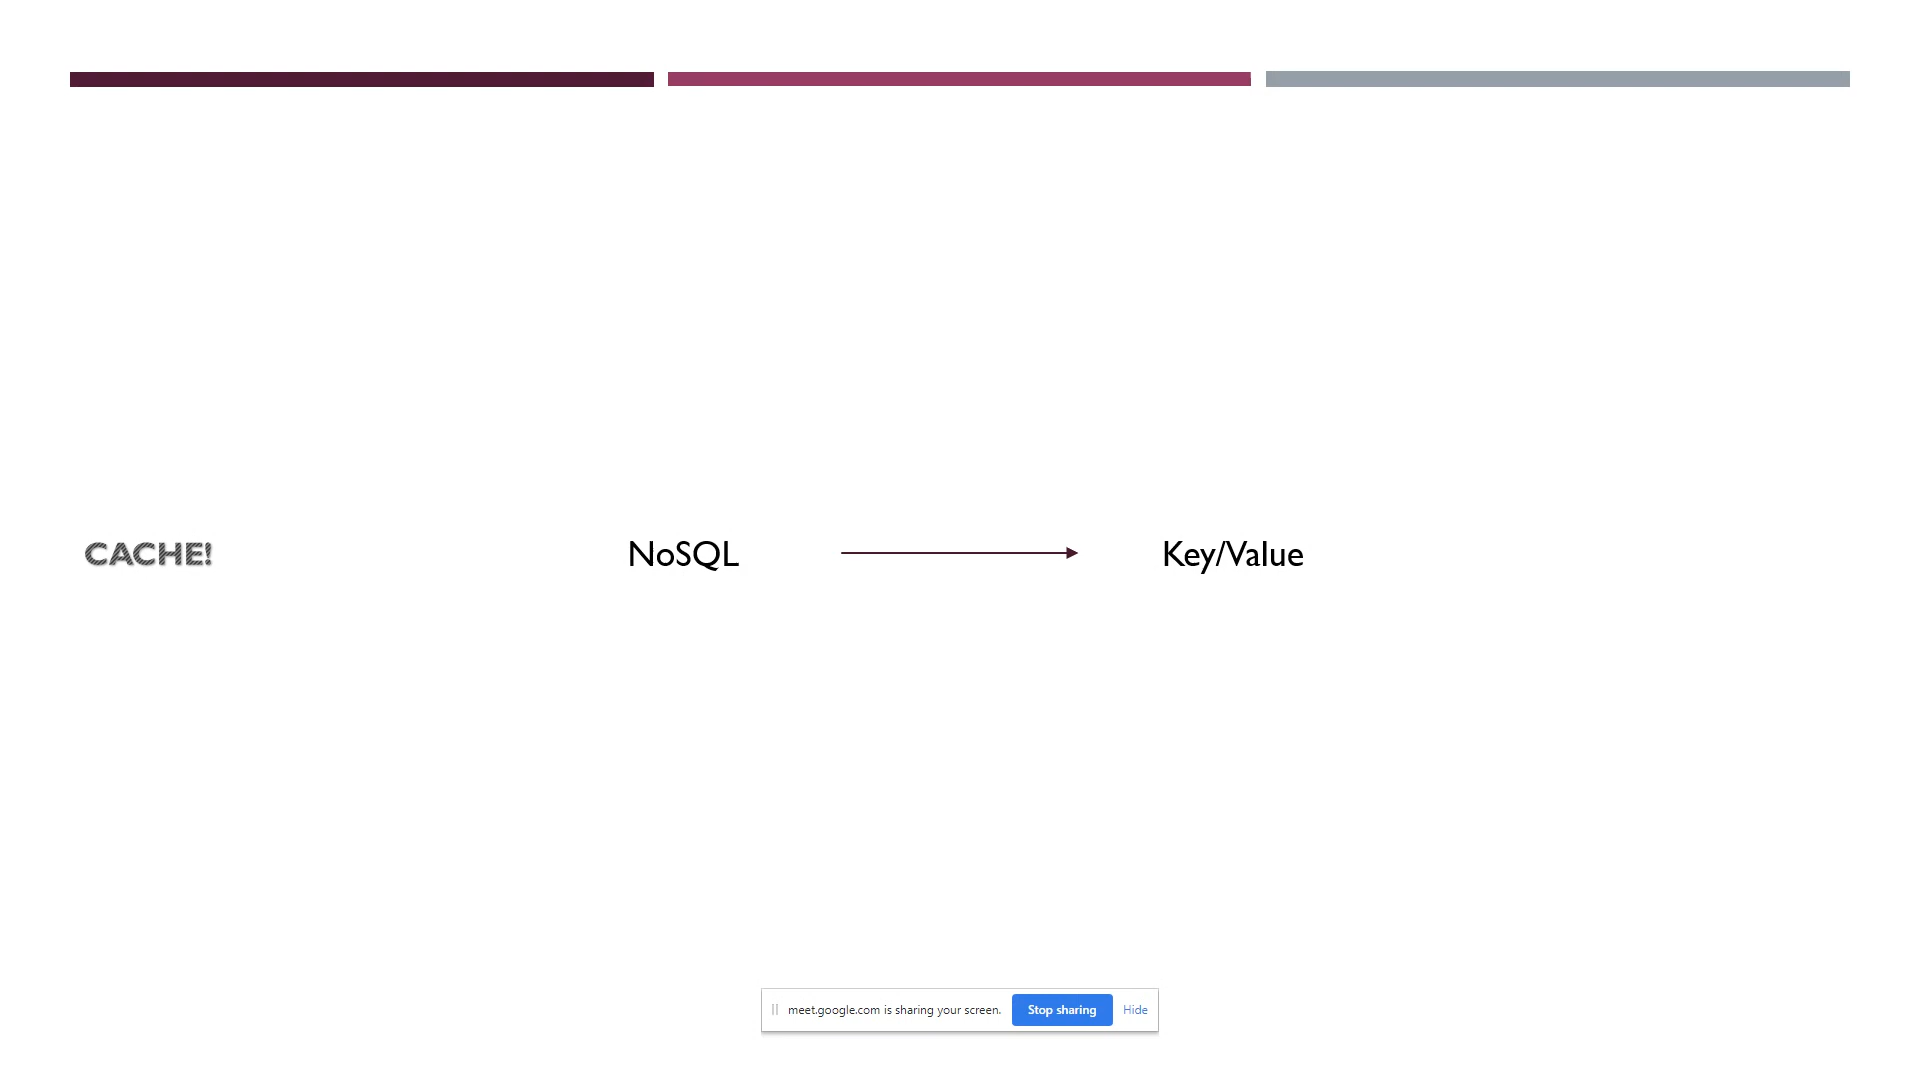 CACHE!
NoSQL
Key/Value
meet.google.com is sharing your screen.
Stop sharing
Hide